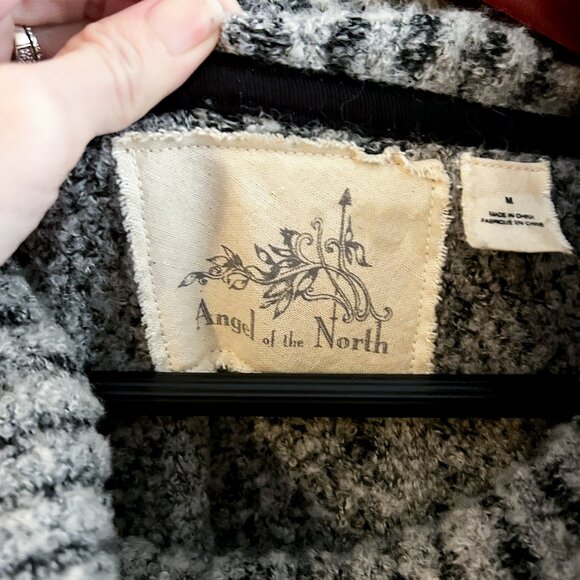 Angel of the North
M
MADE IN CHINA
FABRIQUÉ EN CHINE